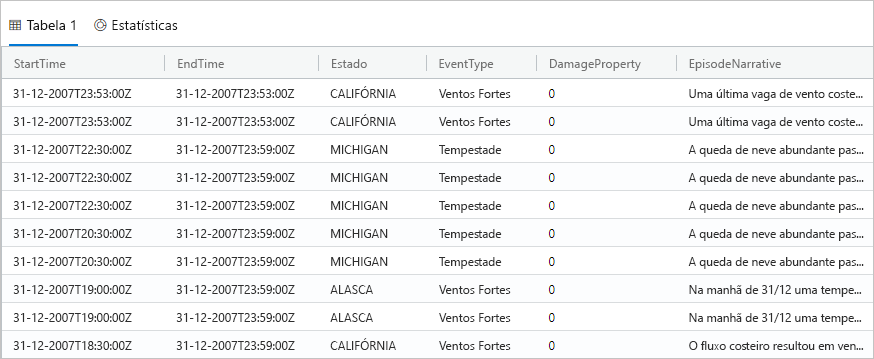 Tabela 1 Estatísticas
StartTime EndTime Estado EventType DamageProperty EpisodeNarrative
31-12-2007T23:53:00Z 31-12-2007T23:53:00Z CALIFÓRNIA Ventos Fortes 0 Uma última vaga de vento coste...
31-12-2007T23:53:00Z 31-12-2007T23:53:00Z CALIFÓRNIA Ventos Fortes 0 Uma última vaga de vento coste...
31-12-2007T22:30:00Z 31-12-2007T23:59:00Z MICHIGAN Tempestade 0 A queda de neve abundante pas...
31-12-2007T22:30:00Z 31-12-2007T23:59:00Z MICHIGAN Tempestade 0 A queda de neve abundante pas...
31-12-2007T22:30:00Z 31-12-2007T23:59:00Z MICHIGAN Tempestade 0 A queda de neve abundante pas...
31-12-2007T20:30:00Z 31-12-2007T23:59:00Z MICHIGAN Tempestade 0 A queda de neve abundante pas...
31-12-2007T20:30:00Z 31-12-2007T23:59:00Z MICHIGAN Tempestade 0 A queda de neve abundante pas...
31-12-2007T19:00:00Z 31-12-2007T23:59:00Z ALASCA Ventos Fortes 0 Na manhã de 31/12 uma tempe...
31-12-2007T19:00:00Z 31-12-2007T23:59:00Z ALASCA Ventos Fortes 0 Na manhã de 31/12 uma tempe...
31-12-2007T18:30:00Z 31-12-2007T23:59:00Z CALIFÓRNIA Ventos Fortes 0 O fluxo costeiro resultou em ven...